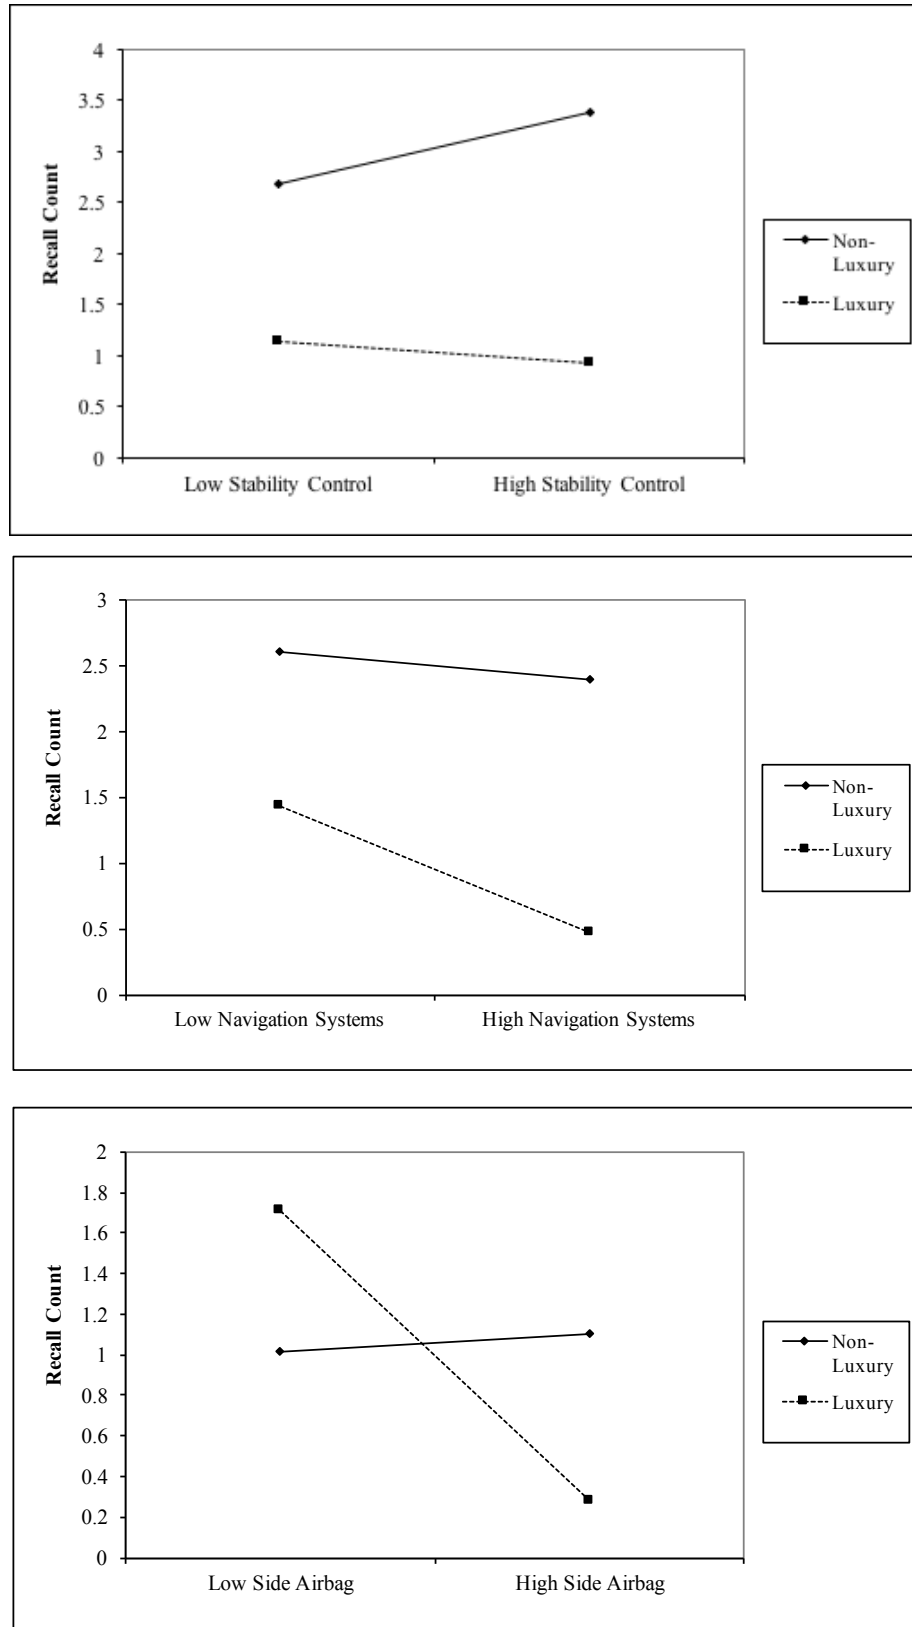 4
3.5
3
2.5
2
1.5
1
0.5
0
Recall Count
Low Stability Control
High Stability Control
Non-
Luxury
Luxury
3
2.5
2
1.5
1
0.5
0
Recall Count
Low Navigation Systems
High Navigation Systems
Non-
Luxury
Luxury
2
1.8
1.6
1.4
1.2
1
0.8
0.6
0.4
0.2
0
Recall Count
Low Side Airbag
High Side Airbag
Non-
Luxury
Luxury